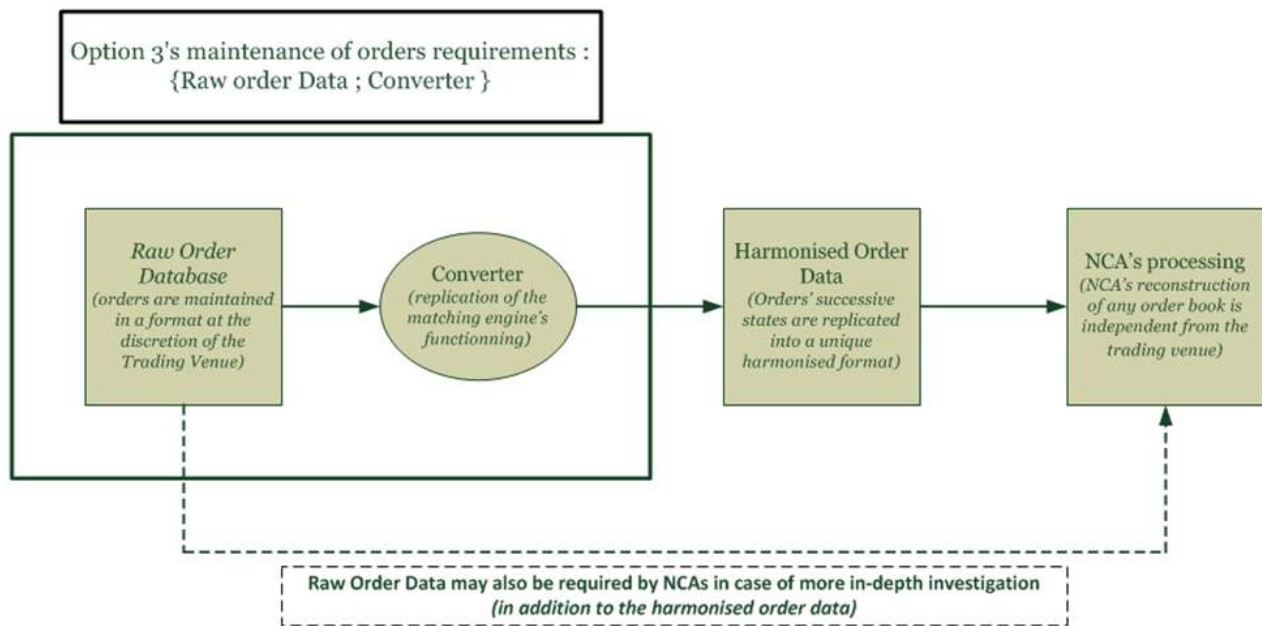 Option 3's maintenance of orders requirements :
{Raw order Data ; Converter }
Raw Order
Database
(orders are maintained
in a format at the
discretion of the
Trading Venue)
Converter
(replication of the
matching engine's
functionning)
Harmonised Order
Data
(Orders' successive
states are replicated
into a unique
harmonised format)
NCA's processing
(NCA's reconstruction
of any order book is
independent from the
trading venue)
Raw Order Data may also be required by NCAs in case of more in-depth investigation
(in addition to the harmonised order data)